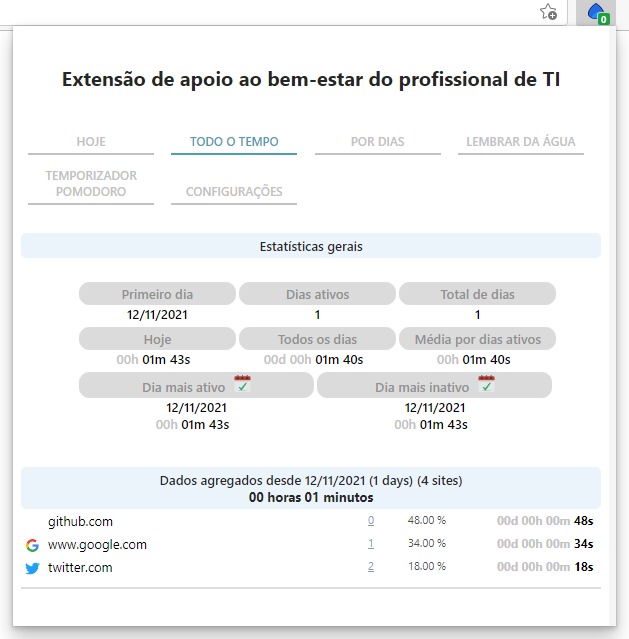 0
Extensão de apoio ao bem-estar do profissional de TI
HOJE TODO O TEMPO POR DIAS LEMBRAR DA ÁGUA
TEMPORIZADOR
POMODORO CONFIGURAÇÕES
Estatísticas gerais
Primeiro dia Dias ativos Total de dias
12/11/2021 1 1
Hoje Todos os dias Média por dias ativos
00h 01m 43s 00d 00h 01m 40s 00h 01m 40s
Dia mais ativo Dia mais inativo
12/11/2021 12/11/2021
00h 01m 43s 00h 01m 43s
Dados agregados desde 12/11/2021 (1 days) (4 sites)
00 horas 01 minutos
github.com 0 48.00 % 00d 00h 00m 48s
www.google.com 1 34.00 % 00d 00h 00m 34s
twitter.com 2 18.00 % 00d 00h 00m 18s